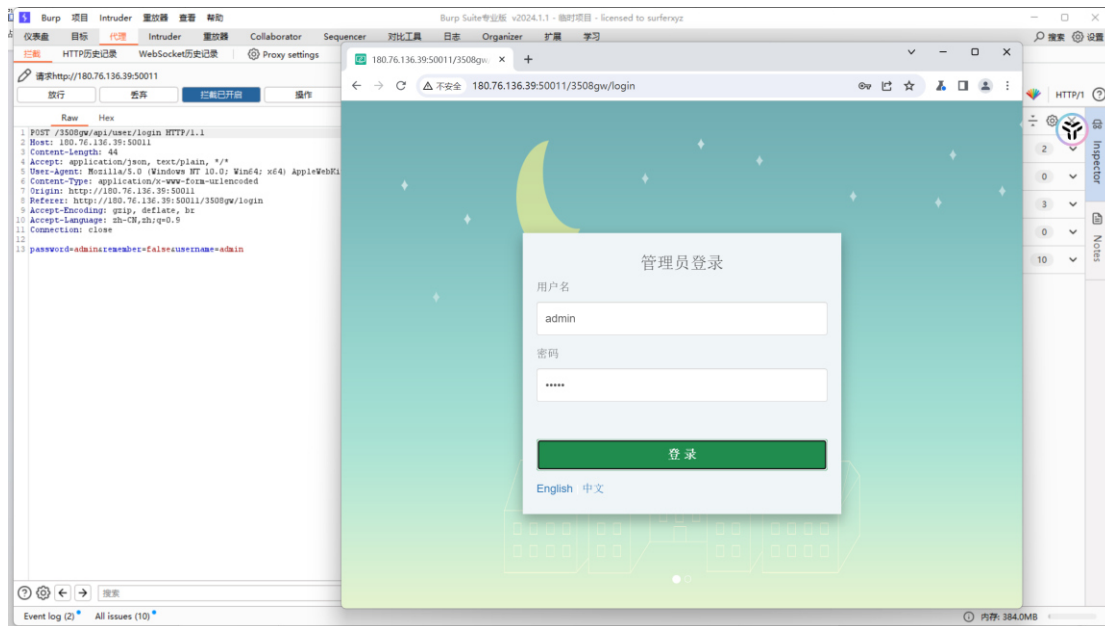 Burp 项目 Intruder 重放器 查看 帮助
Burp Suite专业版 v2024.1.1 - 临时项目 - licensed to surferxyz
仪表盘 目标 代理 Intruder 重放器 Collaborator Sequencer 对比工具 日志 Organizer 扩展 学习
搜索 设置
拦截 HTTP历史记录 WebSocket历史记录 Proxy settings
请求http://180.76.136.39:50011
放行 丢弃 拦截已开启 操作
HTTP/1
Raw Hex
1 POST /3508gw/api/user/login HTTP/1.1
2 Host: 180.76.136.39:50011
3 Content-Length: 44
4 Accept: application/json, text/plain, */*
5 User-Agent: Mozilla/5.0 (Windows NT 10.0; Win64; x64) AppleWebKi
6 Content-Type: application/x-www-form-urlencoded
7 Origin: http://180.76.136.39:50011
8 Referer: http://180.76.136.39:50011/3508gw/login
9 Accept-Encoding: gzip, deflate, br
10 Accept-Language: zh-CN,zh;q=0.9
11 Connection: close
12
13 password=admin&remember=false&username=admin
180.76.136.39:50011/3508gw
不安全 180.76.136.39:50011/3508gw/login
管理员登录
用户名
admin
密码
•••••
登 录
English 中文
2
0
3
0
10
Inspector
Notes
搜索
Event log (2) All issues (10)
内存: 384.0MB